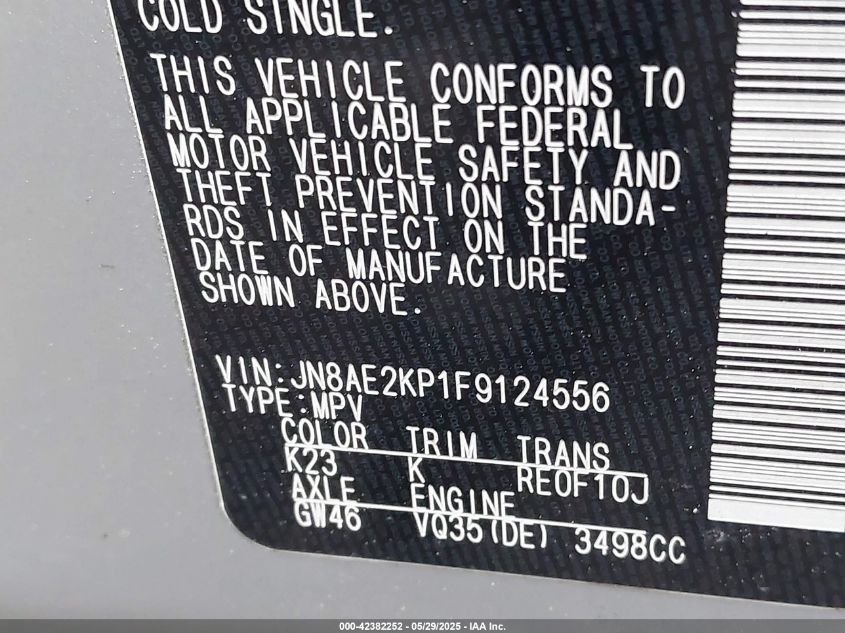 COLD SINGLE.
THIS VEHICLE CONFORMS TO
ALL APPLICABLE FEDERAL
MOTOR VEHICLE SAFETY AND
THEFT PREVENTION STANDA-
RDS IN EFFECT ON THE
DATE OF MANUFACTURE
SHOWN ABOVE.
VIN:JN8AE2KP1F9124556
TYPE:MPV
COLOR TRIM TRANS
K23 K RE0F10J
AXLE ENGINE
GW46 VQ35(DE) 3498CC
000-42382252 - 05/29/2025 - IAA Inc.